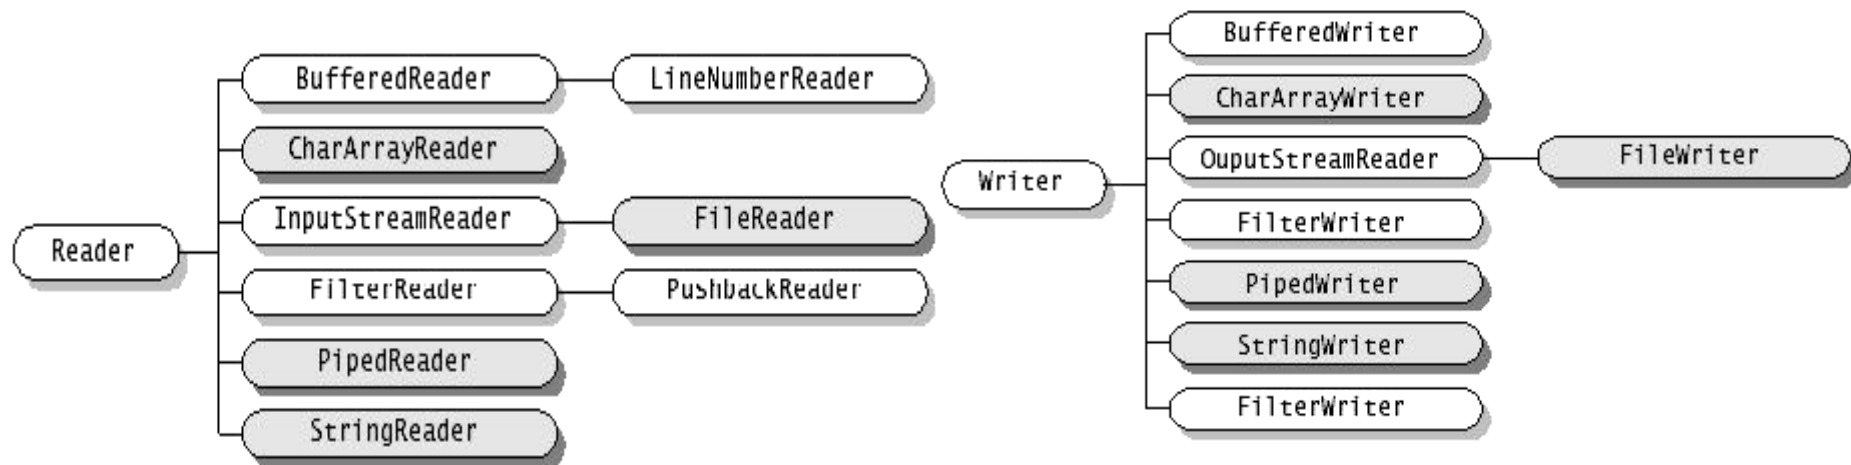 Reader
BufferedReader
LineNumberReader
CharArrayReader
InputStreamReader
FileReader
FilterReader
PushbackReader
PipedReader
StringReader
Writer
BufferedWriter
CharArrayWriter
OuputStreamReader
FileWriter
FilterWriter
PipedWriter
StringWriter
FilterWriter